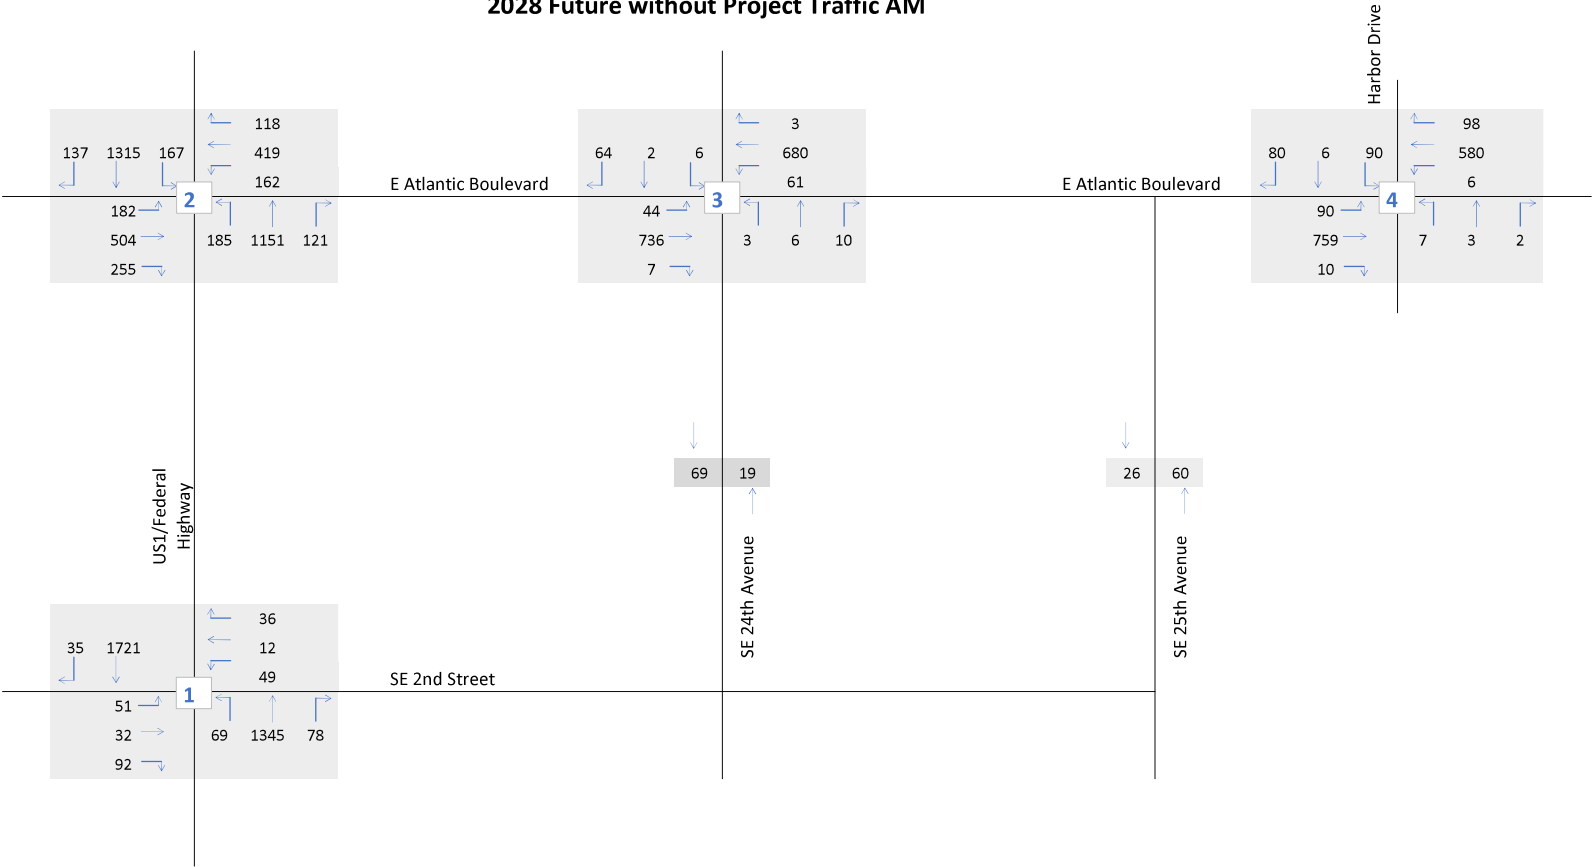 2028 Future without Project Traffic AM
Harbor Drive
118
3
98
137 1315 167
419
64 2 6
680
80 6 90
580
162
61
6
E Atlantic Boulevard
E Atlantic Boulevard
2
3
4
182
44
90
504
185 1151 121
736
3 6 10
759
7 3 2
255
7
10
69 19
26 60
US1/Federal
Highway
SE 24th Avenue
SE 25th Avenue
36
35 1721
12
49
SE 2nd Street
1
51
32
69 1345 78
92